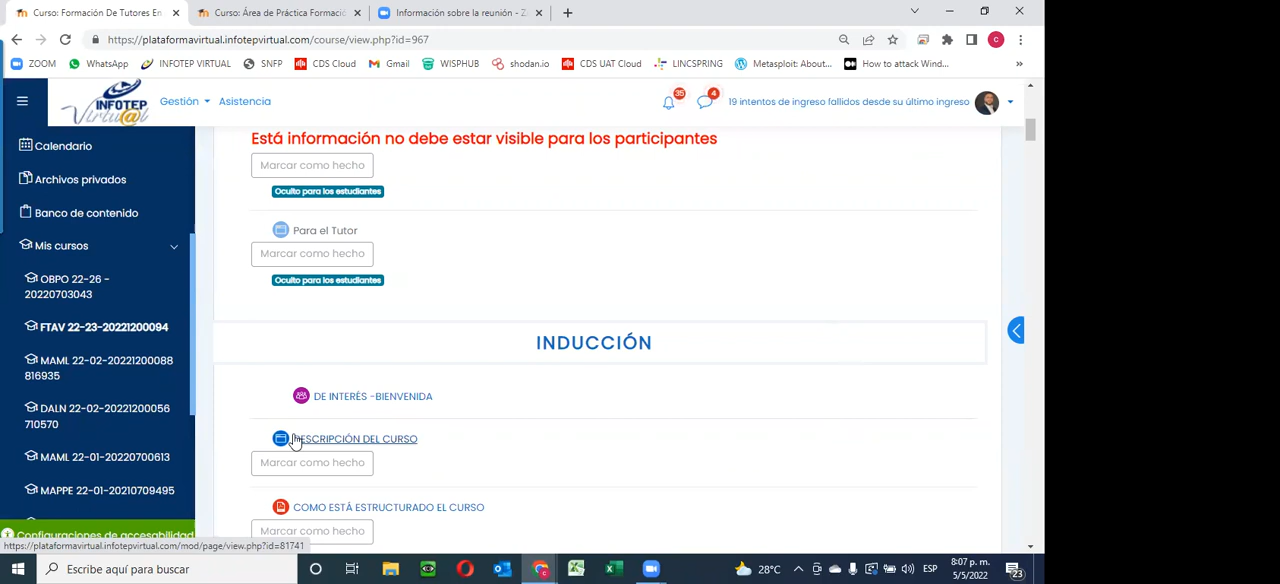 Curso: Formación De Tutores En
Curso: Área de Práctica Formació
Información sobre la reunión - Z
https://plataformavirtual.infotepvirtual.com/course/view.php?id=967
ZOOM
WhatsApp
INFOTEP VIRTUAL
SNFP
CDS Cloud
Gmail
WISPHUB
shodan.io
CDS UAT Cloud
LINCSPRING
Metasploit: About...
How to attack Wind...
»
INFOTEP
Virtu@l
Gestión
Asistencia
35
4
19 intentos de ingreso fallidos desde su último ingreso
Calendario
Archivos privados
Banco de contenido
Mis cursos
OBPO 22-26 -
20220703043
FTAV 22-23-20221200094
MAML 22-02-20221200088
816935
DALN 22-02-20221200056
710570
MAML 22-01-20210700613
MAPPE 22-01-20210709495
Configuraciones de accesabilidad
Está información no debe estar visible para los participantes
Marcar como hecho
Oculto para los estudiantes
Para el Tutor
Marcar como hecho
Oculto para los estudiantes
INDUCCIÓN
DE INTERÉS -BIENVENIDA
DESCRIPCIÓN DEL CURSO
Marcar como hecho
COMO ESTÁ ESTRUCTURADO EL CURSO
Marcar como hecho
https://plataformavirtual.infotepvirtual.com/mod/page/view.php?id=81741
Escribe aquí para buscar
28°C
ESP
8:07 p. m.
5/5/2022
23